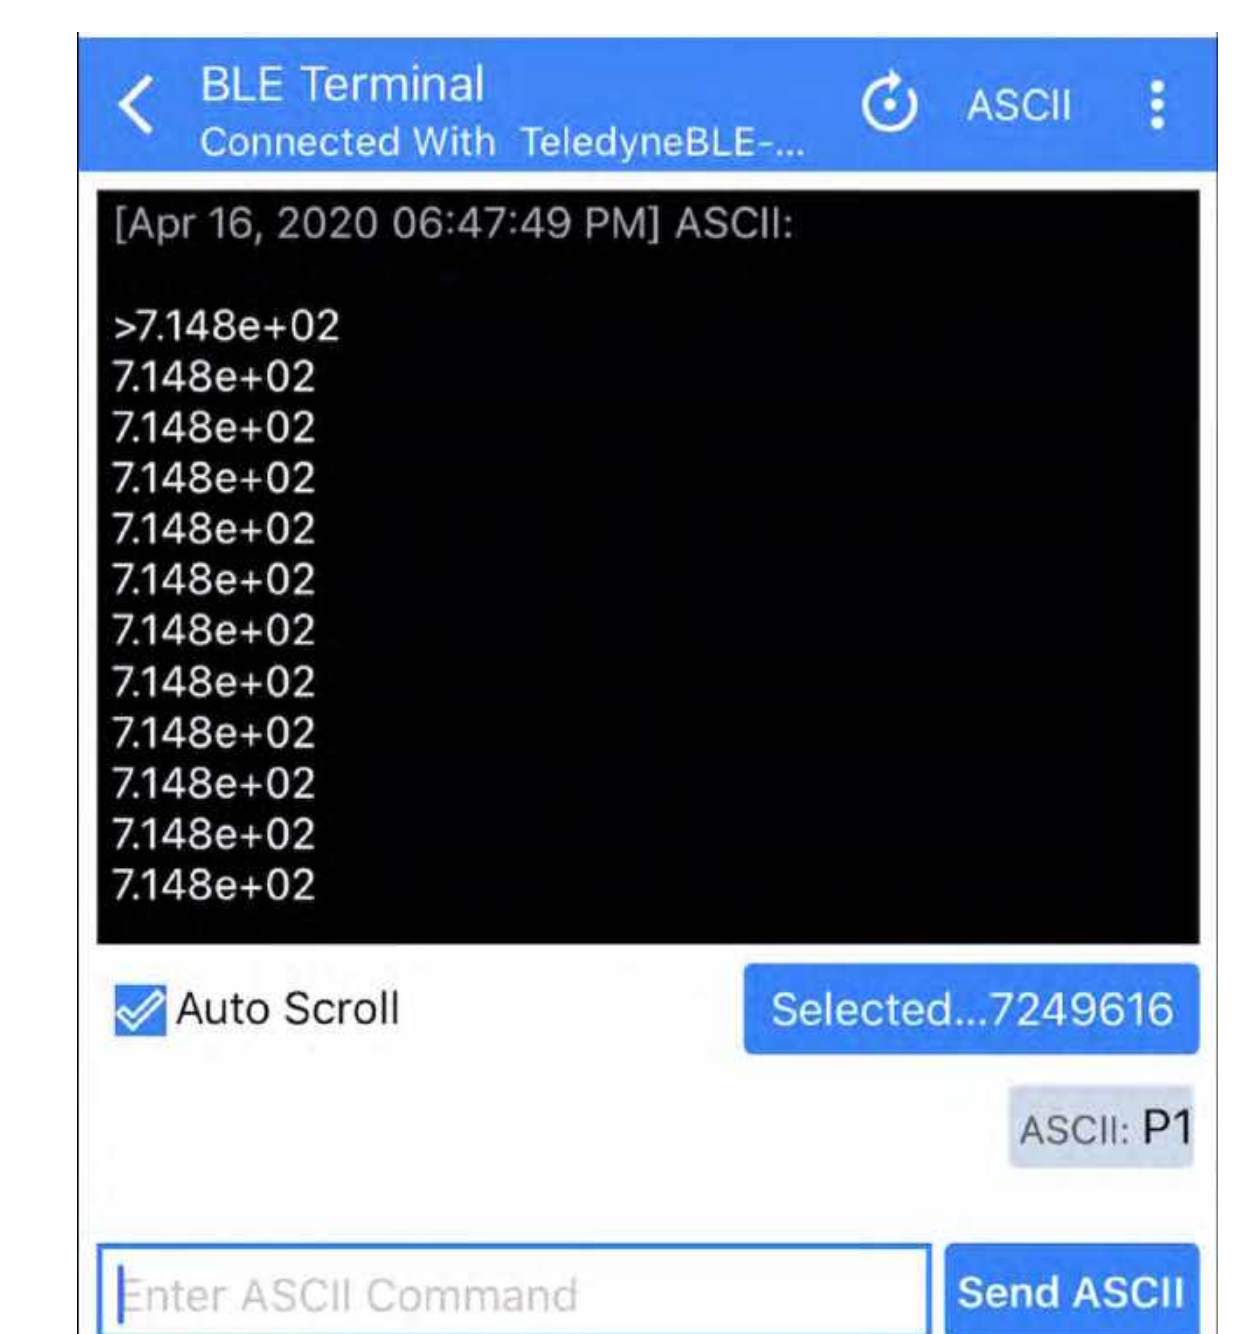 BLE Terminal
Connected With TeledyneBLE-...
ASCII
[Apr 16, 2020 06:47:49 PM] ASCII:
>7.148e+02
7.148e+02
7.148e+02
7.148e+02
7.148e+02
7.148e+02
7.148e+02
7.148e+02
7.148e+02
7.148e+02
7.148e+02
7.148e+02
Auto Scroll
Selected...7249616
ASCII: P1
Enter ASCII Command
Send ASCII